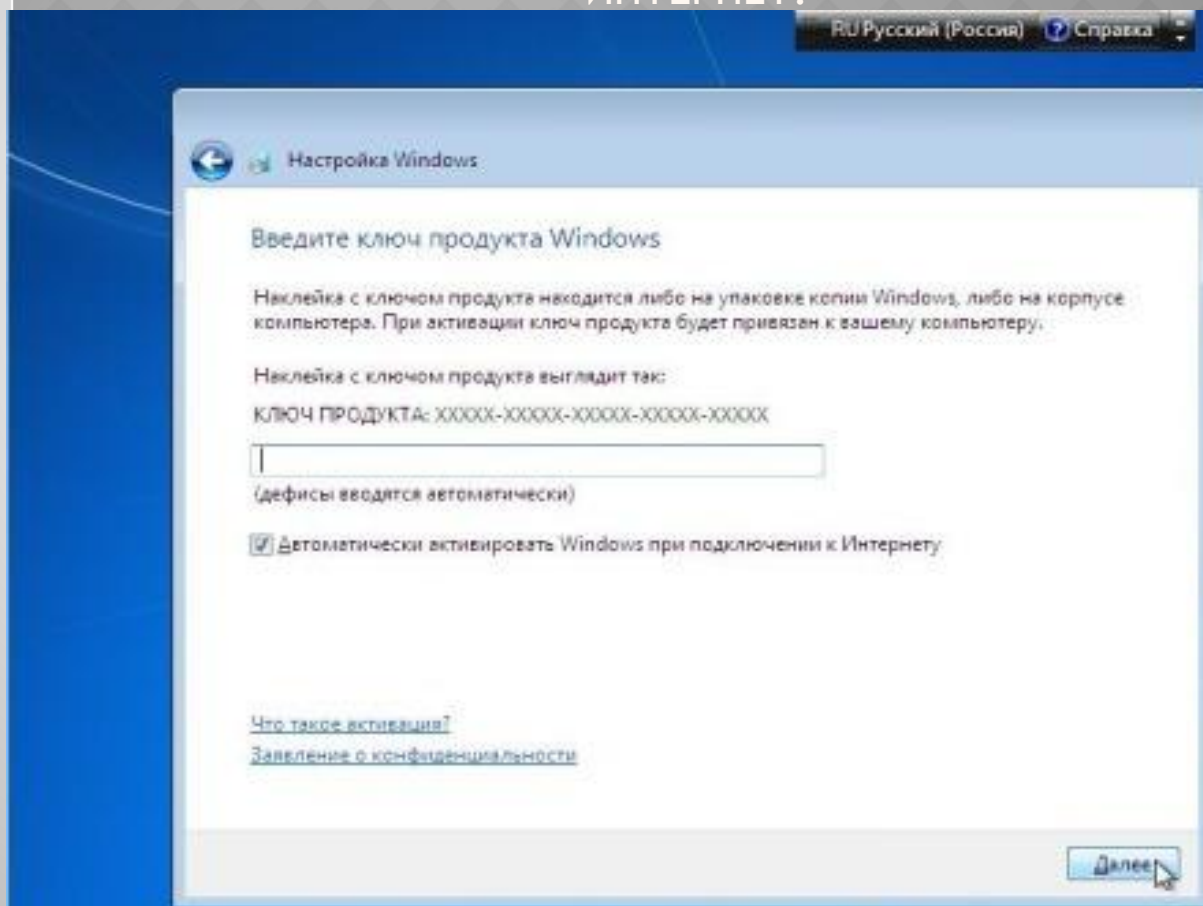 ИНТЕРНЕТ.
RU Русский (Россия) ? Справка
Настройка Windows
Введите ключ продукта Windows
Наклейка с ключом продукта находится либо на упаковке копии Windows, либо на корпусе
компьютера. При активации ключ продукта будет привязан к вашему компьютеру.
Наклейка с ключом продукта выглядит так:
КЛЮЧ ПРОДУКТА: XXXXX-XXXXX-XXXXX-XXXXX-XXXXX
(дефисы вводятся автоматически)
Автоматически активировать Windows при подключении к Интернету
Что такое активация?
Заявление о конфиденциальности
Далее